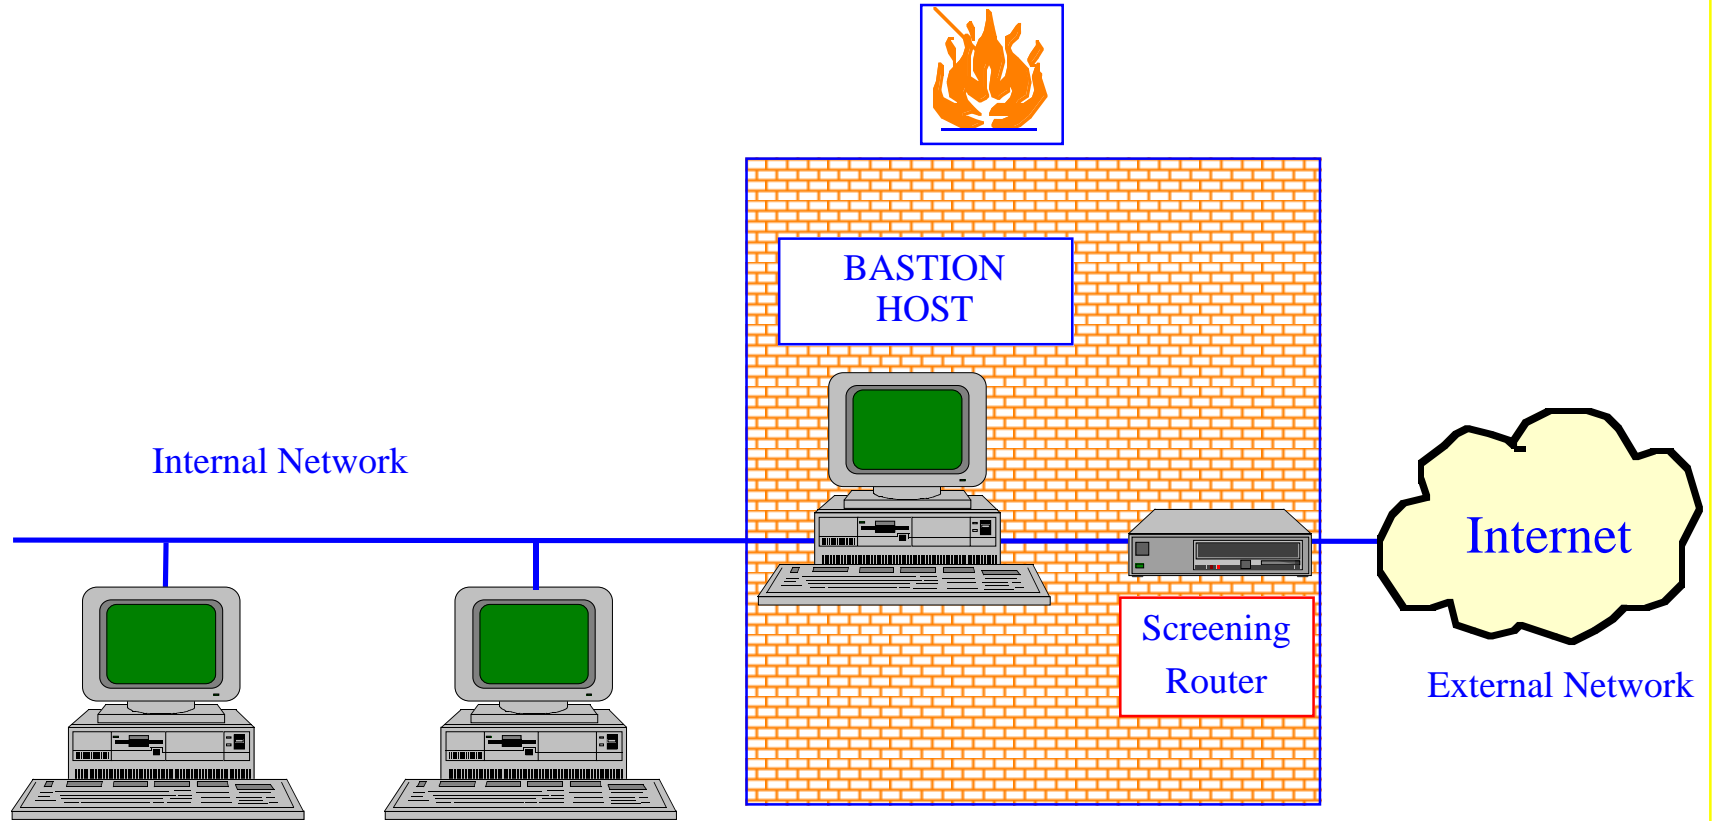 BASTION
HOST
Internal Network
Internet
Screening
Router
External Network